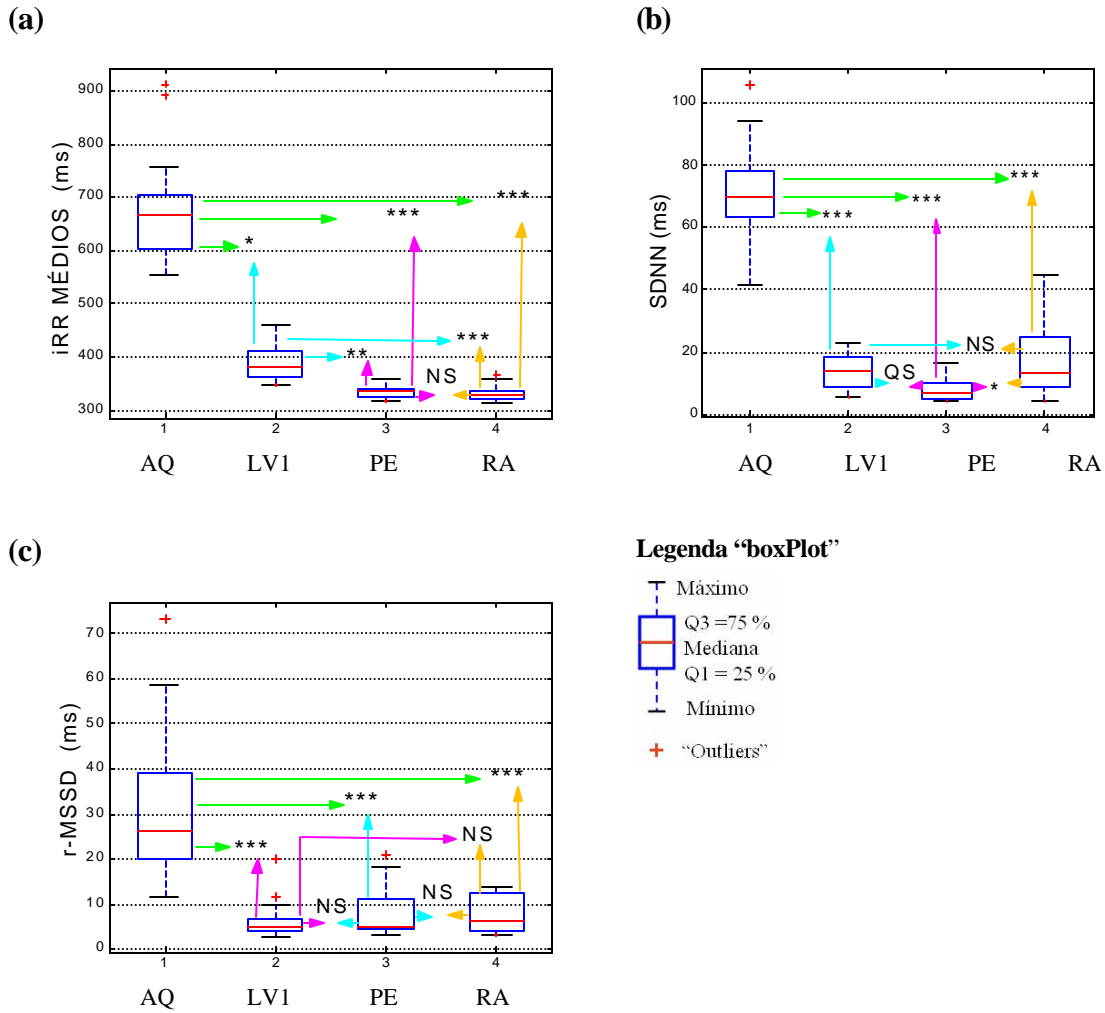 (a)
iRR MÉDIOS (ms)
900
800
700
600
500
400
300
***
***
*
***
**
NS
1
2
3
4
AQ
LV1
PE
RA
(b)
SDNN (ms)
100
80
60
40
20
0
***
***
***
NS
QS
*
1
2
3
4
AQ
LV1
PE
RA
(c)
r-MSSD (ms)
70
60
50
40
30
20
10
0
***
***
***
NS
NS
NS
1
2
3
4
AQ
LV1
PE
RA
Legenda “boxPlot”
Máximo
Q3 =75 %
Mediana
Q1 = 25 %
Mínimo
“Outliers”